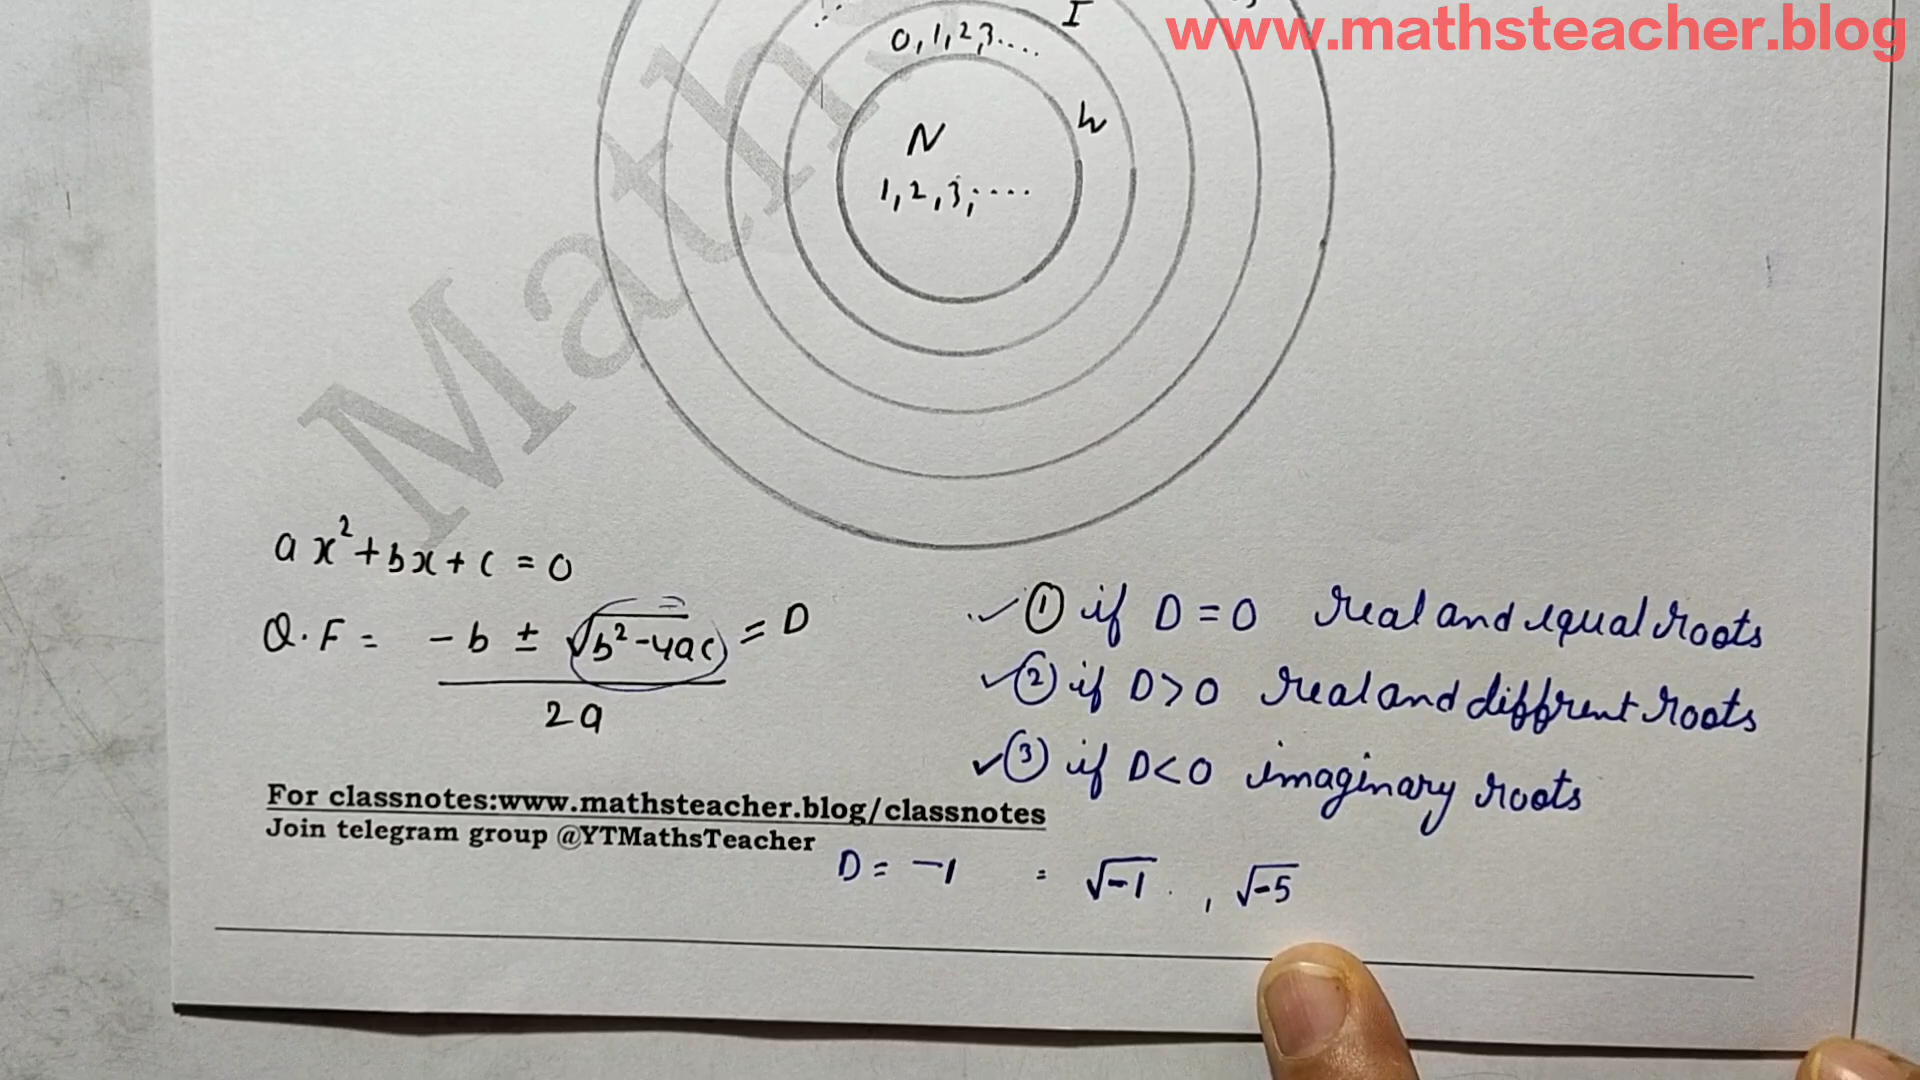 www.mathsteacher.blog
I
0, 1, 2, 3....
W
N
1, 2, 3, ....
Maths
ax²+bx+c=0
Q.F = -b ± √b²-4ac = D
2a
① if D=0 real and equal roots
② if D>0 real and diffrent roots
③ if D<0 imaginary roots
For classnotes:www.mathsteacher.blog/classnotes
Join telegram group @YTMathsTeacher
D = -1 = √-1 , √-5